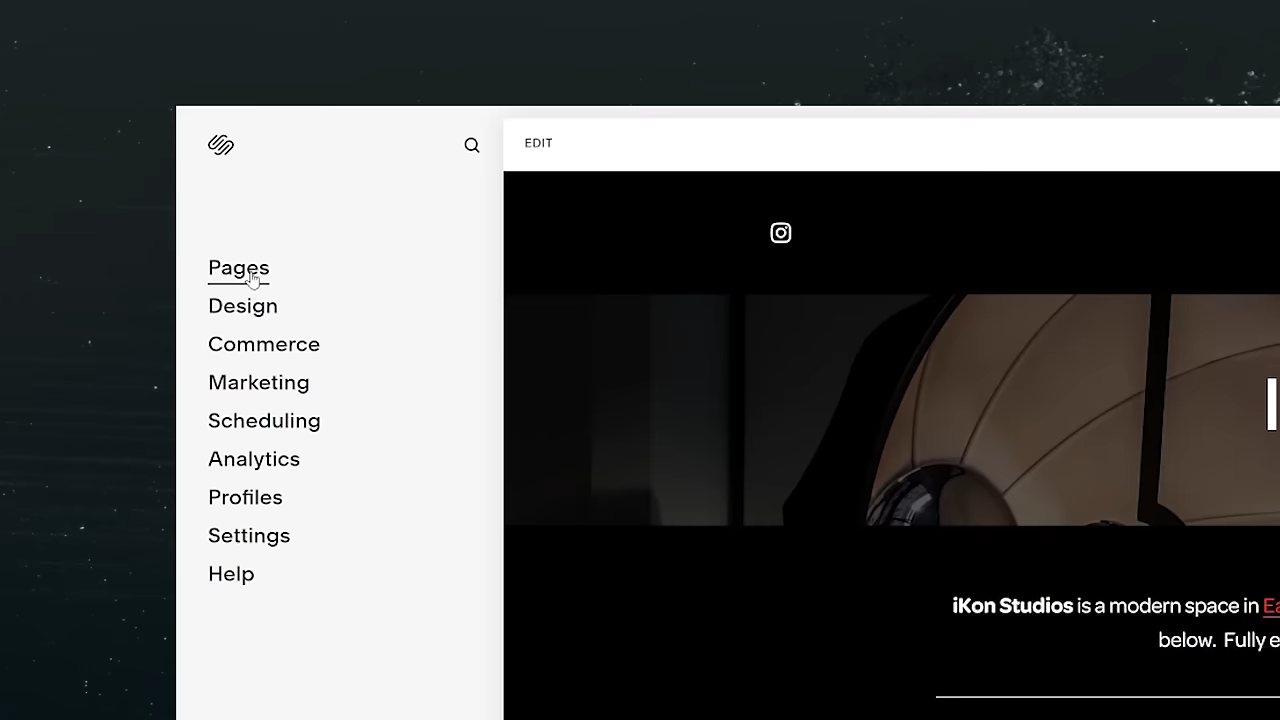 EDIT
Pages
Design
Commerce
Marketing
Scheduling
Analytics
Profiles
Settings
Help
iKon Studios is a modern space in
below. Fully